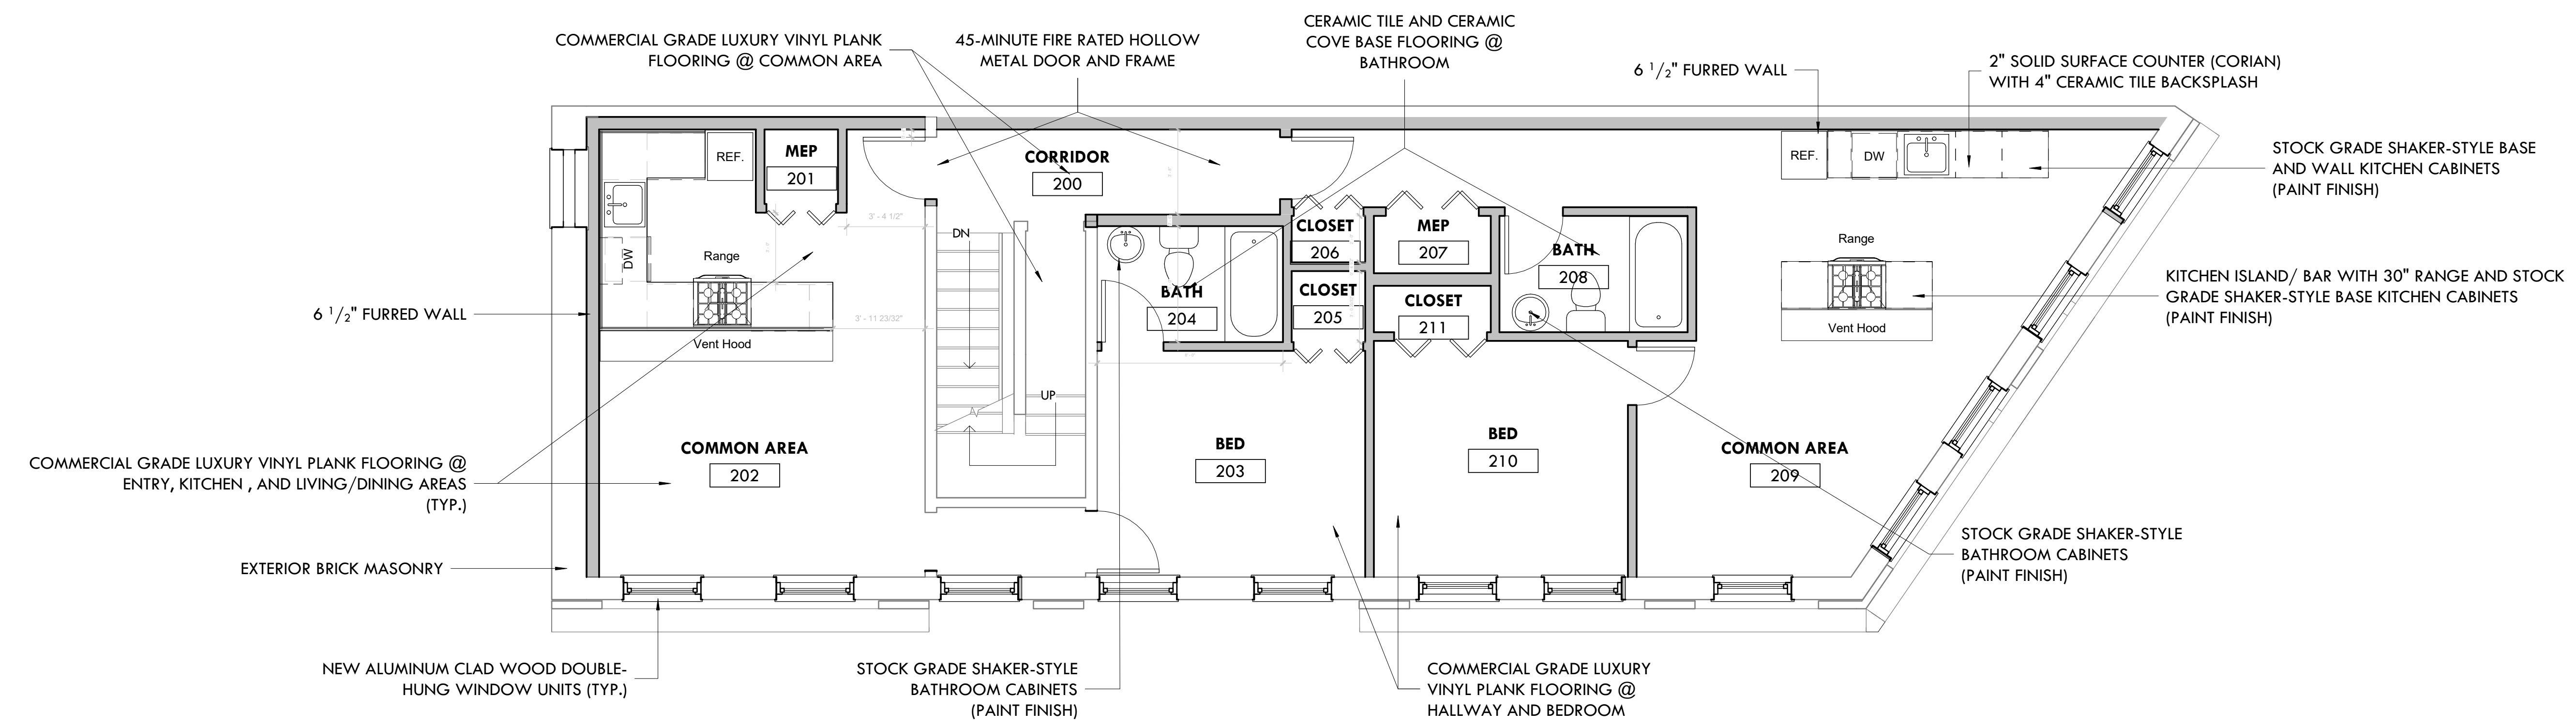 COMMERCIAL GRADE LUXURY VINYL PLANK
FLOORING @ COMMON AREA
45-MINUTE FIRE RATED HOLLOW
METAL DOOR AND FRAME
CERAMIC TILE AND CERAMIC
COVE BASE FLOORING @
BATHROOM
6 1/2" FURRED WALL
2" SOLID SURFACE COUNTER (CORIAN)
WITH 4" CERAMIC TILE BACKSPLASH
STOCK GRADE SHAKER-STYLE BASE
AND WALL KITCHEN CABINETS
(PAINT FINISH)
REF.
MEP
201
CORRIDOR
200
REF.
DW
3' - 4 1/2"
DN
CLOSET
206
MEP
207
BATH
208
DW
Range
Range
Vent Hood
KITCHEN ISLAND/ BAR WITH 30" RANGE AND STOCK
GRADE SHAKER-STYLE BASE KITCHEN CABINETS
(PAINT FINISH)
6 1/2" FURRED WALL
3' - 11 23/32"
Vent Hood
BATH
204
CLOSET
205
CLOSET
211
UP
COMMON AREA
202
BED
203
BED
210
COMMON AREA
209
COMMERCIAL GRADE LUXURY VINYL PLANK FLOORING @
ENTRY, KITCHEN , AND LIVING/DINING AREAS
(TYP.)
EXTERIOR BRICK MASONRY
STOCK GRADE SHAKER-STYLE
BATHROOM CABINETS
(PAINT FINISH)
NEW ALUMINUM CLAD WOOD DOUBLE-
HUNG WINDOW UNITS (TYP.)
STOCK GRADE SHAKER-STYLE
BATHROOM CABINETS
(PAINT FINISH)
COMMERCIAL GRADE LUXURY
VINYL PLANK FLOORING @
HALLWAY AND BEDROOM